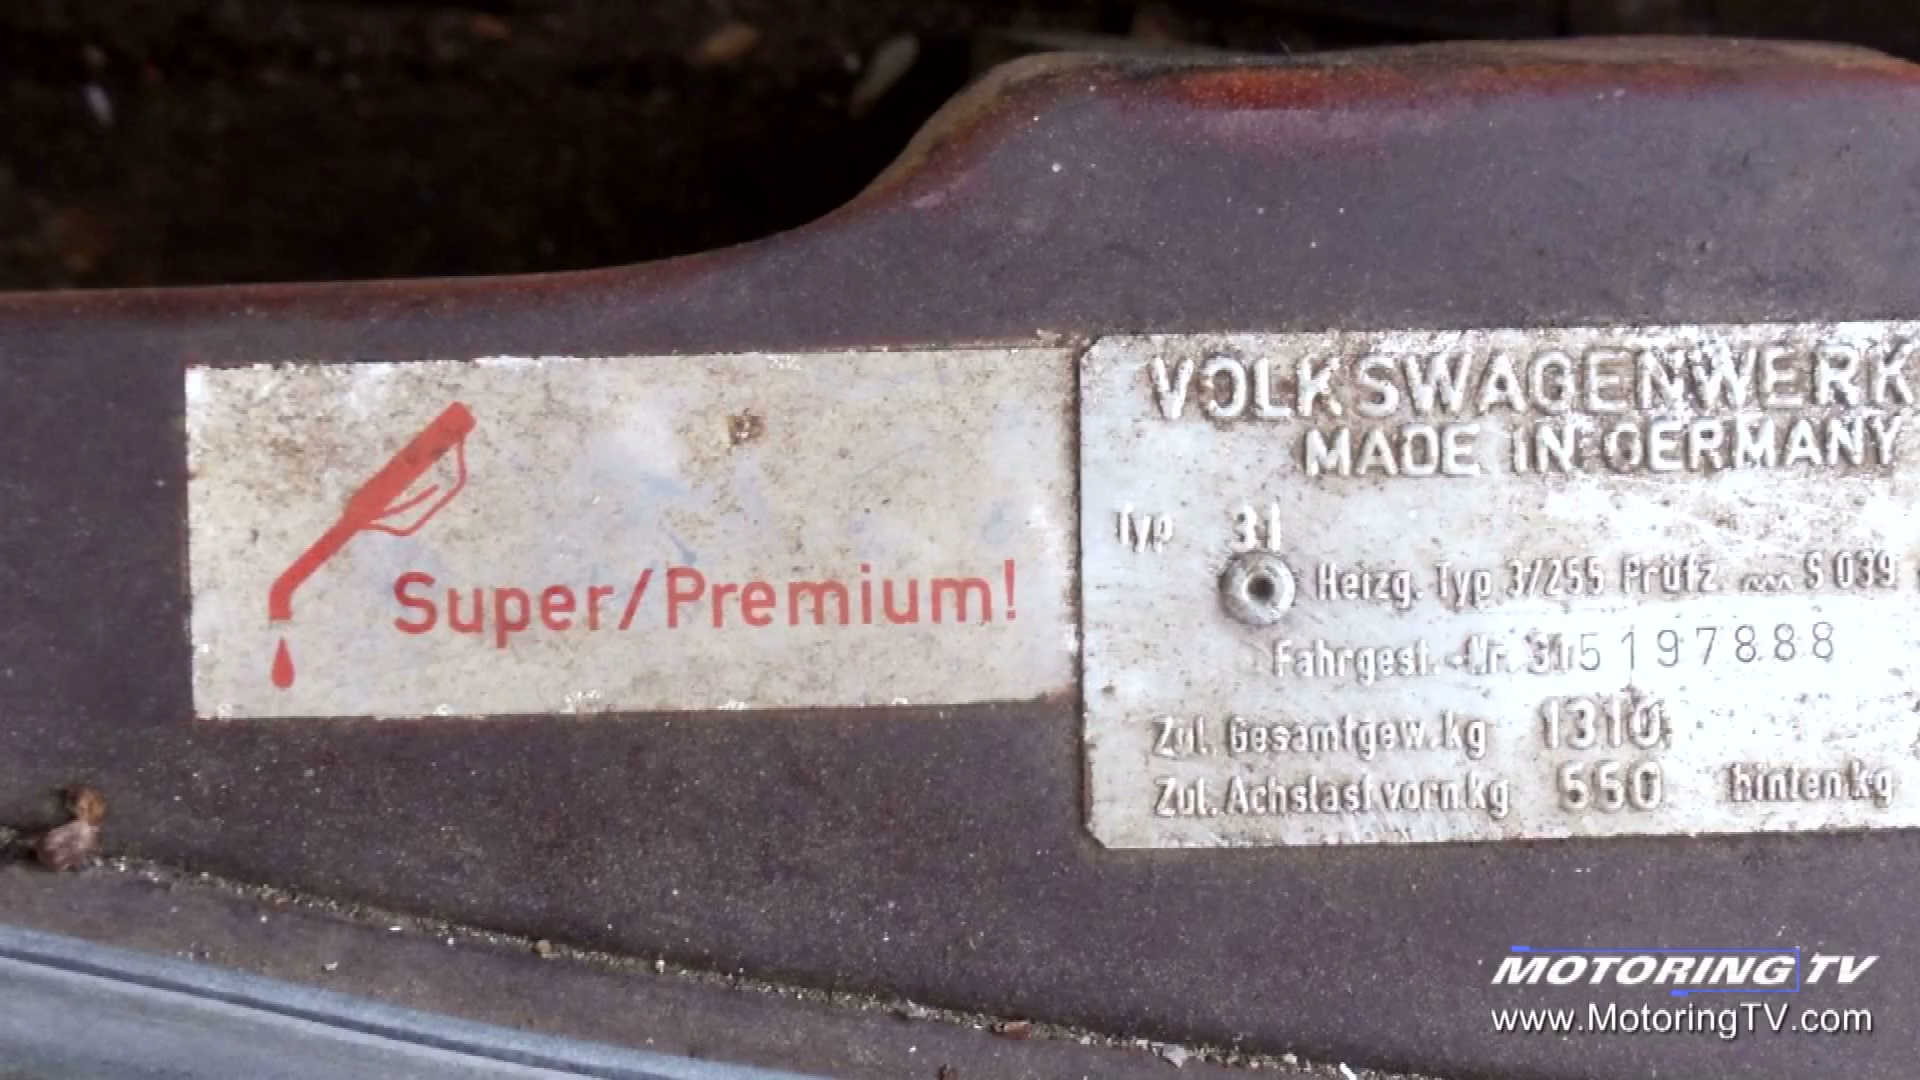 Super/Premium!
VOLKSWAGENWERK
MADE IN GERMANY
Typ 31
Heizg. Typ 3/255 Prüfz. ~~~ S 039
Fahrgest.-Nr. 315197888
Zul. Gesamtgew. kg 1310
Zul. Achslast vorn kg 550 hinten kg
MOTORING TV
www.MotoringTV.com